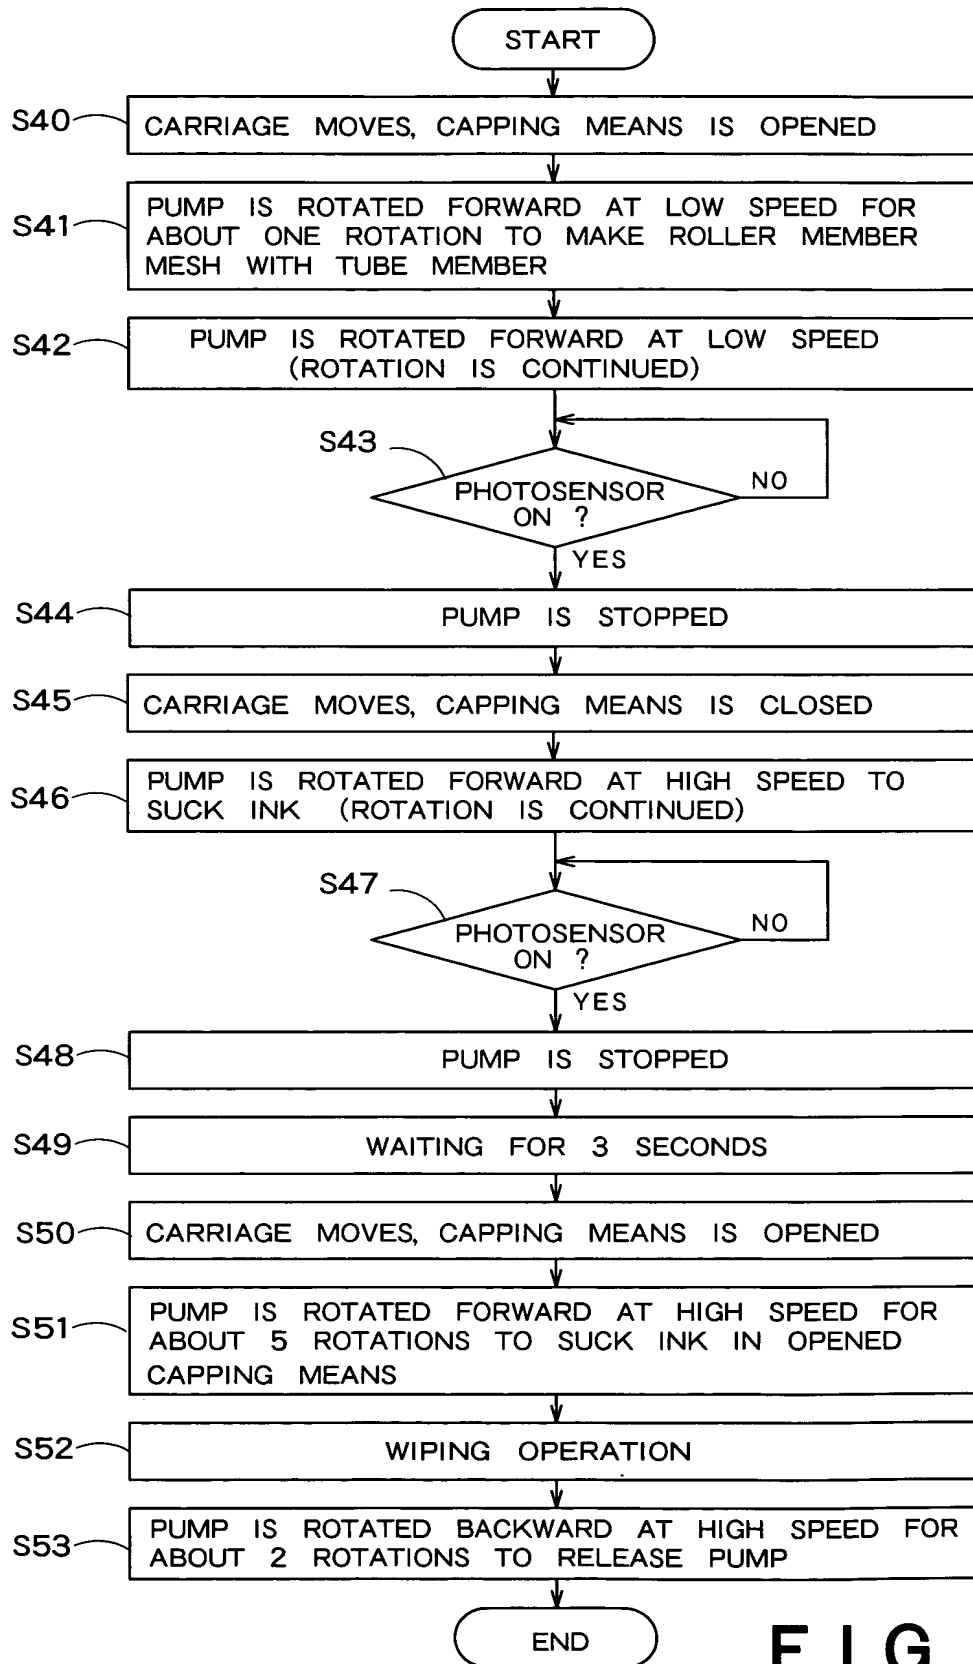 START
S40
CARRIAGE MOVES, CAPPING MEANS IS OPENED
S41
PUMP IS ROTATED FORWARD AT LOW SPEED FOR
ABOUT ONE ROTATION TO MAKE ROLLER MEMBER
MESH WITH TUBE MEMBER
S42
PUMP IS ROTATED FORWARD AT LOW SPEED
(ROTATION IS CONTINUED)
S43
PHOTOSENSOR
ON ?
NO
YES
S44
PUMP IS STOPPED
S45
CARRIAGE MOVES, CAPPING MEANS IS CLOSED
S46
PUMP IS ROTATED FORWARD AT HIGH SPEED TO
SUCK INK (ROTATION IS CONTINUED)
S47
PHOTOSENSOR
ON ?
NO
YES
S48
PUMP IS STOPPED
S49
WAITING FOR 3 SECONDS
S50
CARRIAGE MOVES, CAPPING MEANS IS OPENED
S51
PUMP IS ROTATED FORWARD AT HIGH SPEED FOR
ABOUT 5 ROTATIONS TO SUCK INK IN OPENED
CAPPING MEANS
S52
WIPING OPERATION
S53
PUMP IS ROTATED BACKWARD AT HIGH SPEED FOR
ABOUT 2 ROTATIONS TO RELEASE PUMP
END
FIG